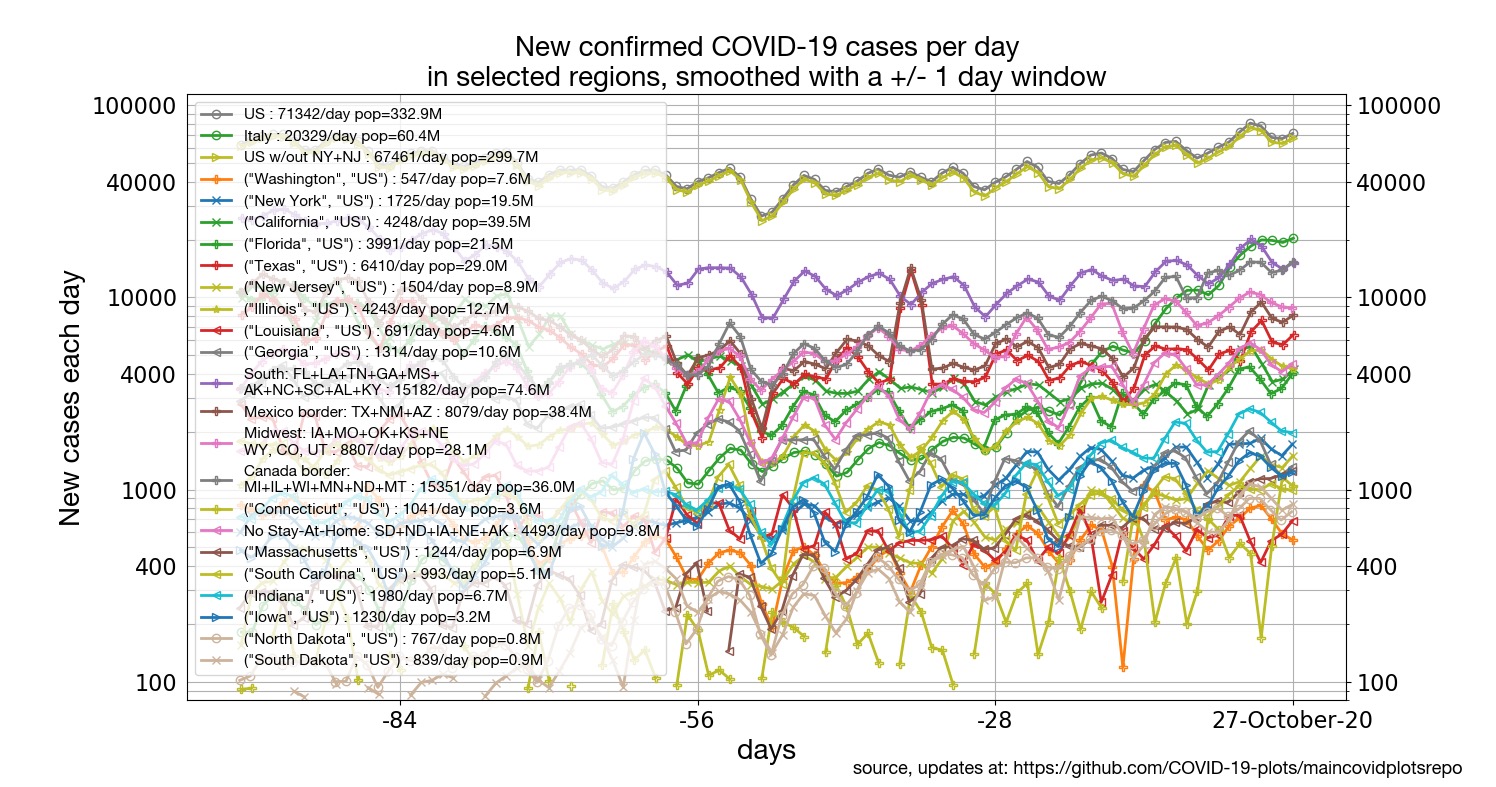 New confirmed COVID-19 cases per day
in selected regions, smoothed with a +/- 1 day window
New cases each day
100000
40000
10000
4000
1000
400
100
US : 71342/day pop=332.9M
Italy : 20329/day pop=60.4M
US w/out NY+NJ : 67461/day pop=299.7M
("Washington", "US") : 547/day pop=7.6M
("New York", "US") : 1725/day pop=19.5M
("California", "US") : 4248/day pop=39.5M
("Florida", "US") : 3991/day pop=21.5M
("Texas", "US") : 6410/day pop=29.0M
("New Jersey", "US") : 1504/day pop=8.9M
("Illinois", "US") : 4243/day pop=12.7M
("Louisiana", "US") : 691/day pop=4.6M
("Georgia", "US") : 1314/day pop=10.6M
South: FL+LA+TN+GA+MS+
AK+NC+SC+AL+KY : 15182/day pop=74.6M
Mexico border: TX+NM+AZ : 8079/day pop=38.4M
Midwest: IA+MO+OK+KS+NE
WY, CO, UT : 8807/day pop=28.1M
Canada border:
MI+IL+WI+MN+ND+MT : 15351/day pop=36.0M
("Connecticut", "US") : 1041/day pop=3.6M
No Stay-At-Home: SD+ND+IA+NE+AK : 4493/day pop=9.8M
("Massachusetts", "US") : 1244/day pop=6.9M
("South Carolina", "US") : 993/day pop=5.1M
("Indiana", "US") : 1980/day pop=6.7M
("Iowa", "US") : 1230/day pop=3.2M
("North Dakota", "US") : 767/day pop=0.8M
("South Dakota", "US") : 839/day pop=0.9M
100000
40000
10000
4000
1000
400
100
-84
-56
-28
27-October-20
days
source, updates at: https://github.com/COVID-19-plots/maincovidplotsrepo